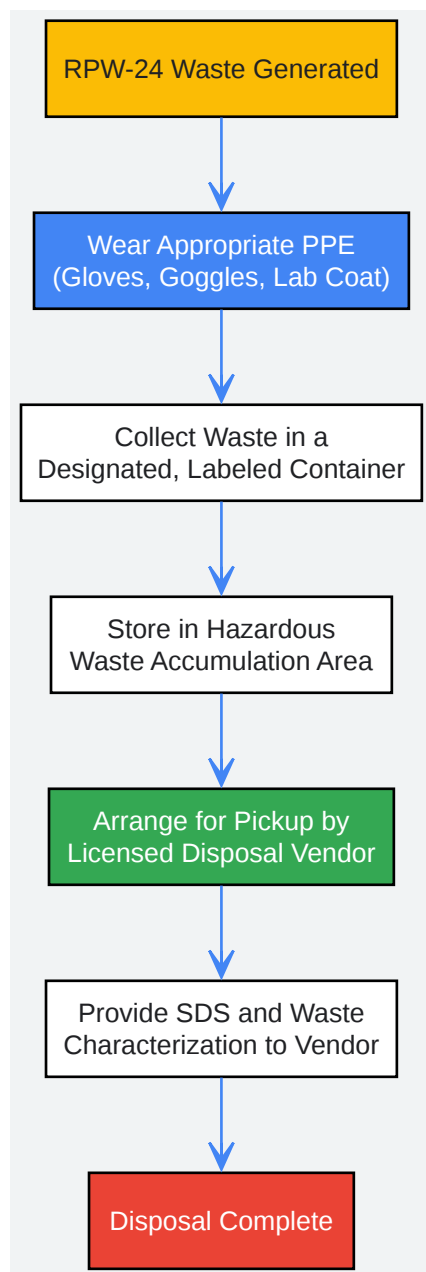 RPW-24 Waste Generated
Wear Appropriate PPE
(Gloves, Goggles, Lab Coat)
Collect Waste in a
Designated, Labeled Container
Store in Hazardous
Waste Accumulation Area
Arrange for Pickup by
Licensed Disposal Vendor
Provide SDS and Waste
Characterization to Vendor
Disposal Complete